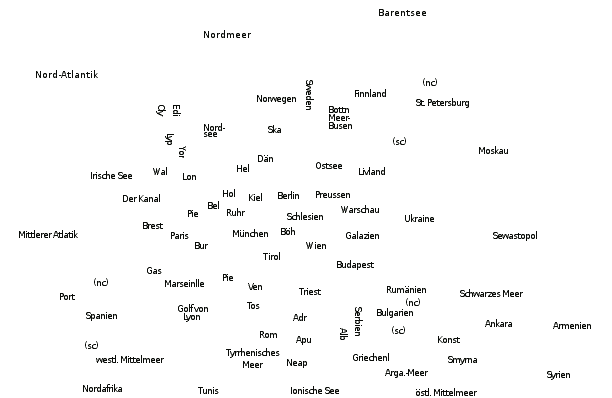 Barentsee
Nordmeer
Nord-Atlantik
(nc)
Finnland
Sweden
Norwegen
St. Petersburg
Cly
Edi
Bottn
Meer-
Busen
Nord-
see
Ska
Lvp
(sc)
Yor
Moskau
Dän
Ostsee
Hel
Livland
Wal
Irische See
Lon
Hol
Kiel
Berlin
Preussen
Der Kanal
Bel
Ruhr
Pie
Schlesien
Warschau
Ukraine
Brest
Mittlerer Atlatik
Paris
München
Böh
Galazien
Sewastopol
Bur
Wien
Tirol
Budapest
Gas
Pie
Marseinlle
(nc)
Ven
Triest
Rumänien
Schwarzes Meer
Port
(nc)
Tos
Golf von
Lyon
Spanien
Adr
Serbien
Bulgarien
Ankara
Armenien
(sc)
Alb
Rom
Apu
Konst
(sc)
Tyrrhenisches
Meer
westl. Mittelmeer
Neap
Griechenl
Smyrna
Arga.-Meer
Syrien
Nordafrika
Tunis
Ionische See
östl. Mittelmeer